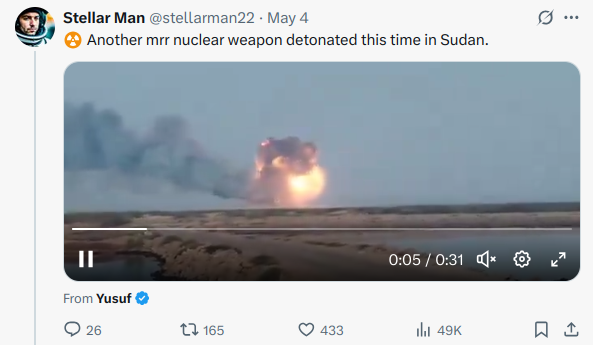 Stellar Man @stellarman22 · May 4
☢️ Another mrr nuclear weapon detonated this time in Sudan.
0:05 / 0:31
From Yusuf
26 165 433 49K